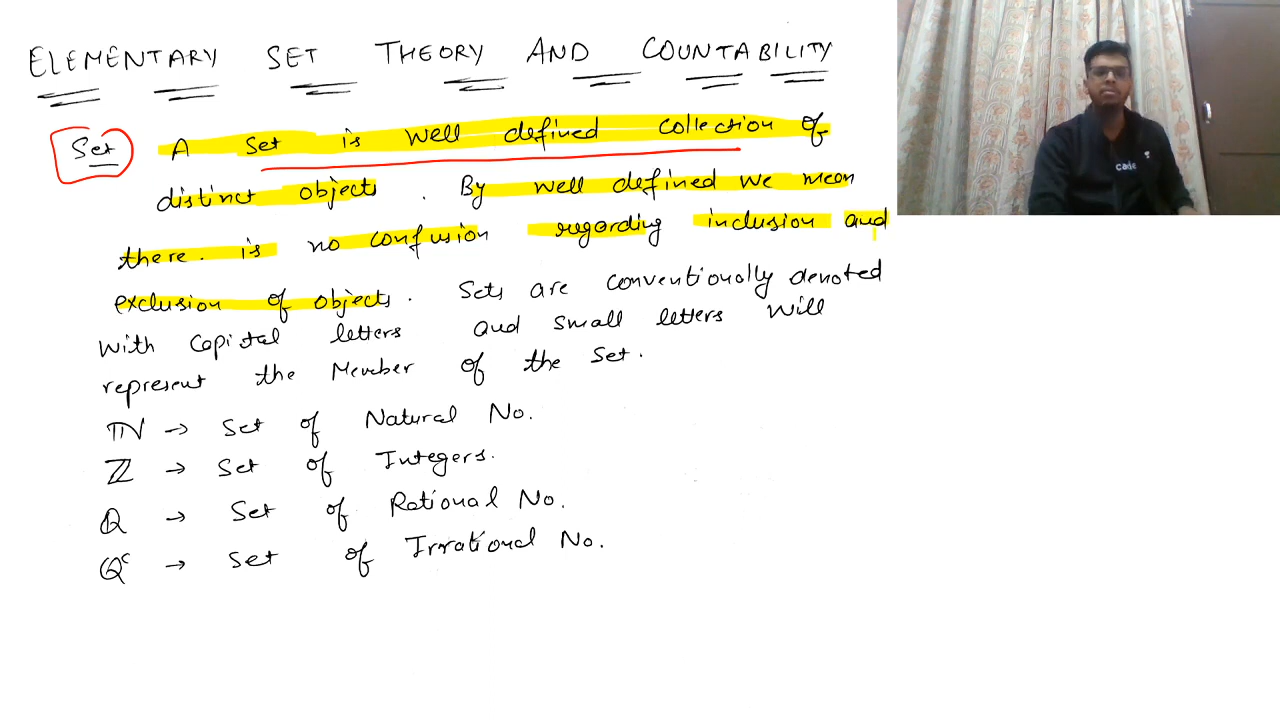 ELEMENTARY SET THEORY AND COUNTABILITY
Set A Set is well defined collection of
distinct objects . By well defined we mean
there . is no confusion regarding inclusion and
exclusion of objects . Sets are conventionally denoted
with capital letters and small letters will
represent the Member of the Set .
ℕ → Set of Natural No.
ℤ → Set of Integers.
ℚ → Set of Rational No.
ℚᶜ → Set of Irrational No.